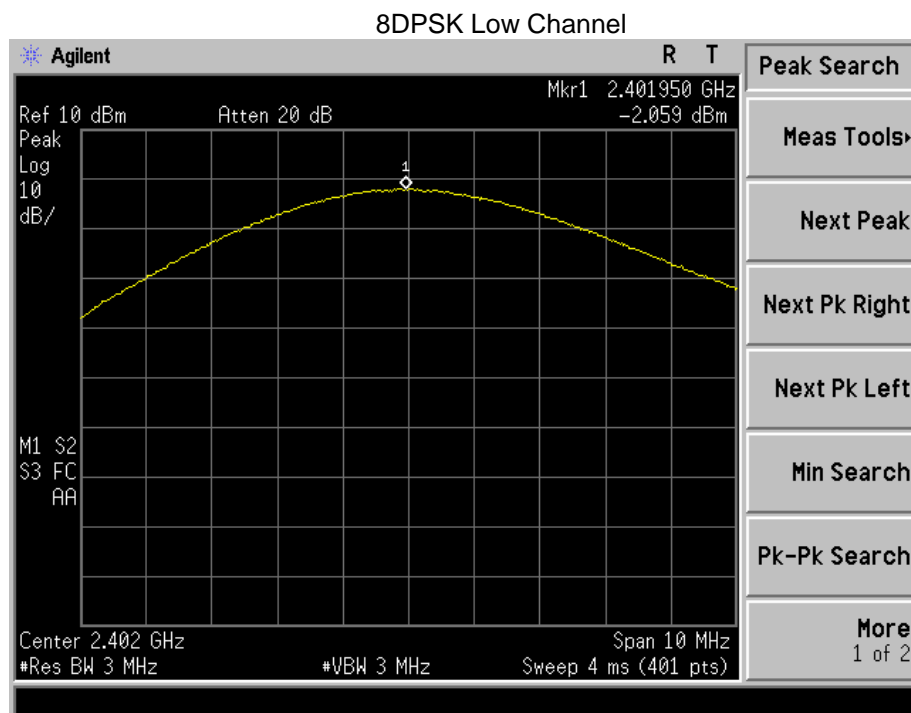 8DPSK Low Channel
Agilent
R T
Peak Search
Mkr1 2.401950 GHz
Ref 10 dBm Atten 20 dB -2.059 dBm
Peak
Log
10
dB/
1
M1 S2
S3 FC
AA
Center 2.402 GHz Span 10 MHz
#Res BW 3 MHz #VBW 3 MHz Sweep 4 ms (401 pts)
Meas Tools
Next Peak
Next Pk Right
Next Pk Left
Min Search
Pk-Pk Search
More
1 of 2